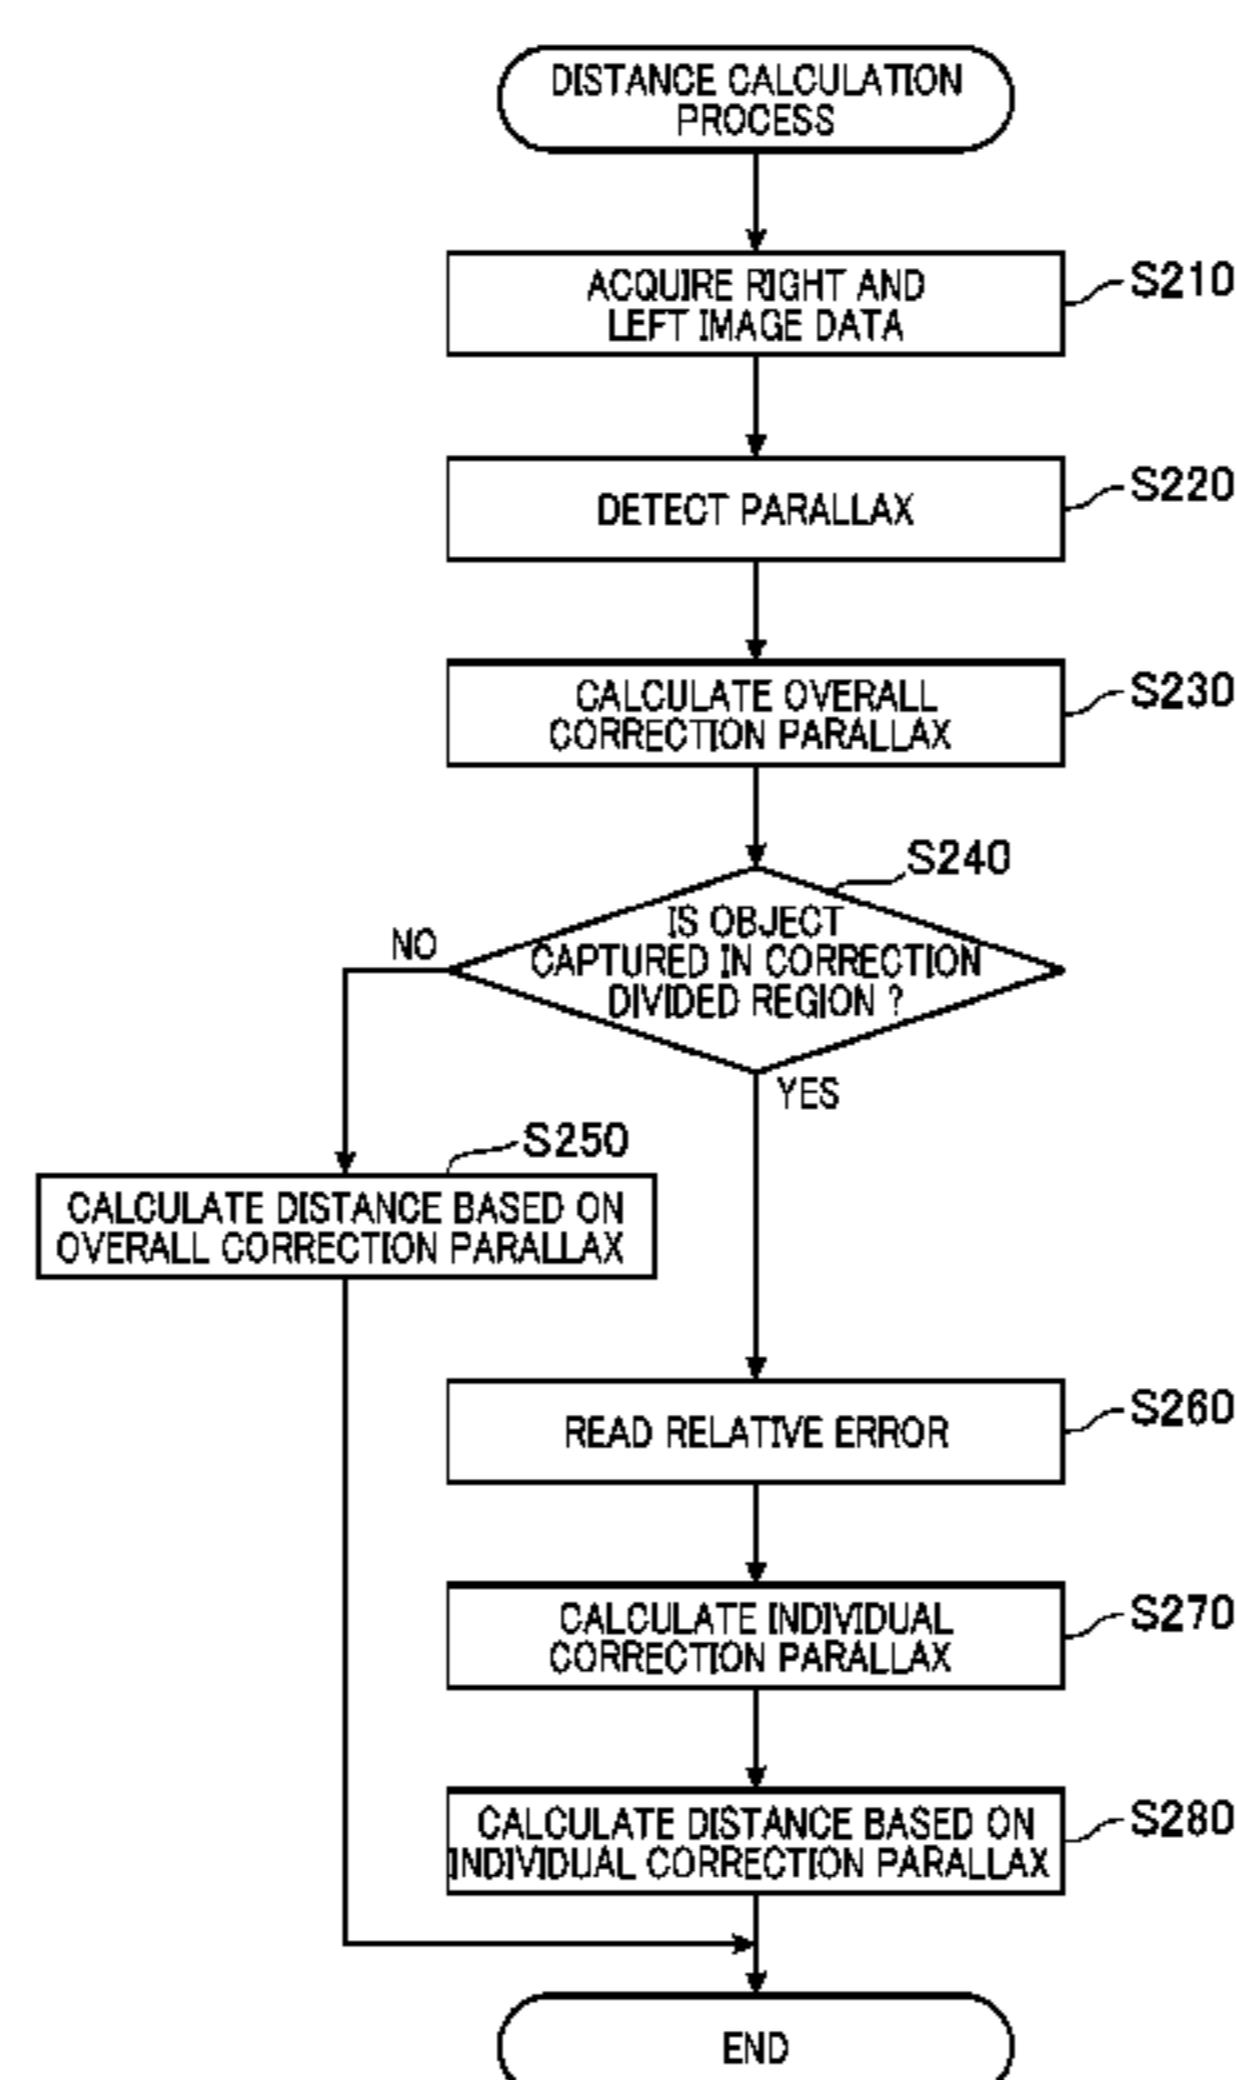 DISTANCE CALCULATION
PROCESS
ACQUIRE RIGHT AND
LEFT IMAGE DATA
S210
DETECT PARALLAX
S220
CALCULATE OVERALL
CORRECTION PARALLAX
S230
S240
IS OBJECT
CAPTURED IN CORRECTION
DIVIDED REGION ?
NO
YES
S250
CALCULATE DISTANCE BASED ON
OVERALL CORRECTION PARALLAX
READ RELATIVE ERROR
S260
CALCULATE INDIVIDUAL
CORRECTION PARALLAX
S270
CALCULATE DISTANCE BASED ON
INDIVIDUAL CORRECTION PARALLAX
S280
END